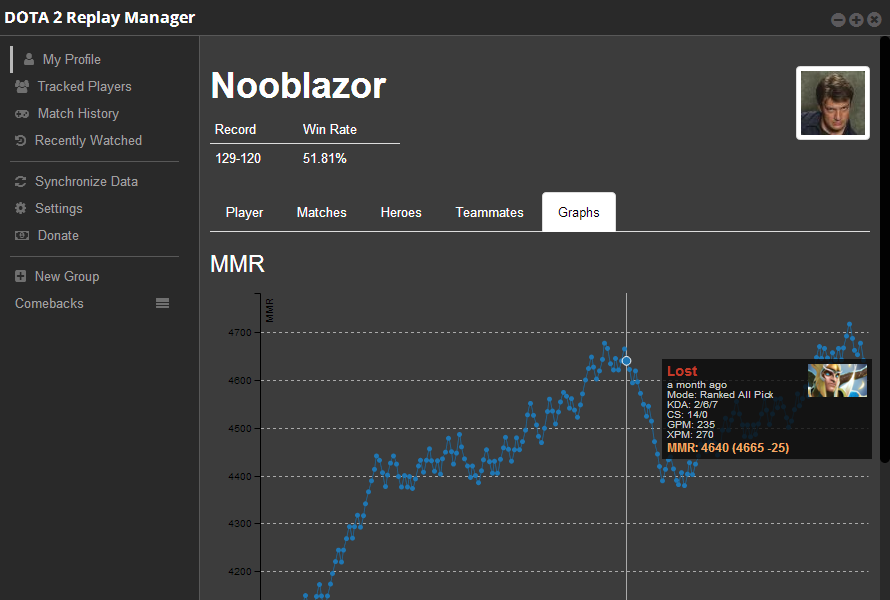 DOTA 2 Replay Manager
My Profile
Tracked Players
Match History
Recently Watched
Synchronize Data
Settings
Donate
New Group
Comebacks
Nooblazor
Record Win Rate
129-120 51.81%
Player Matches Heroes Teammates Graphs
MMR
MMR
4700
4600
4500
4400
4300
4200
Lost
a month ago
Mode: Ranked All Pick
KDA: 2/6/7
CS: 14/0
GPM: 235
XPM: 270
MMR: 4640 (4665 -25)